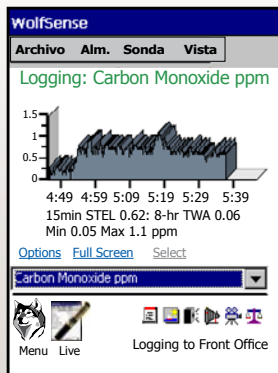 WolfSense
Archivo Alm. Sonda Vista
Logging: Carbon Monoxide ppm
1.5
1
0.5
0
4:49 4:59 5:09 5:19 5:29 5:39
15min STEL 0.62: 8-hr TWA 0.06
Min 0.05 Max 1.1 ppm
Options Full Screen Select
Carbon Monoxide ppm
Menu Live
Logging to Front Office